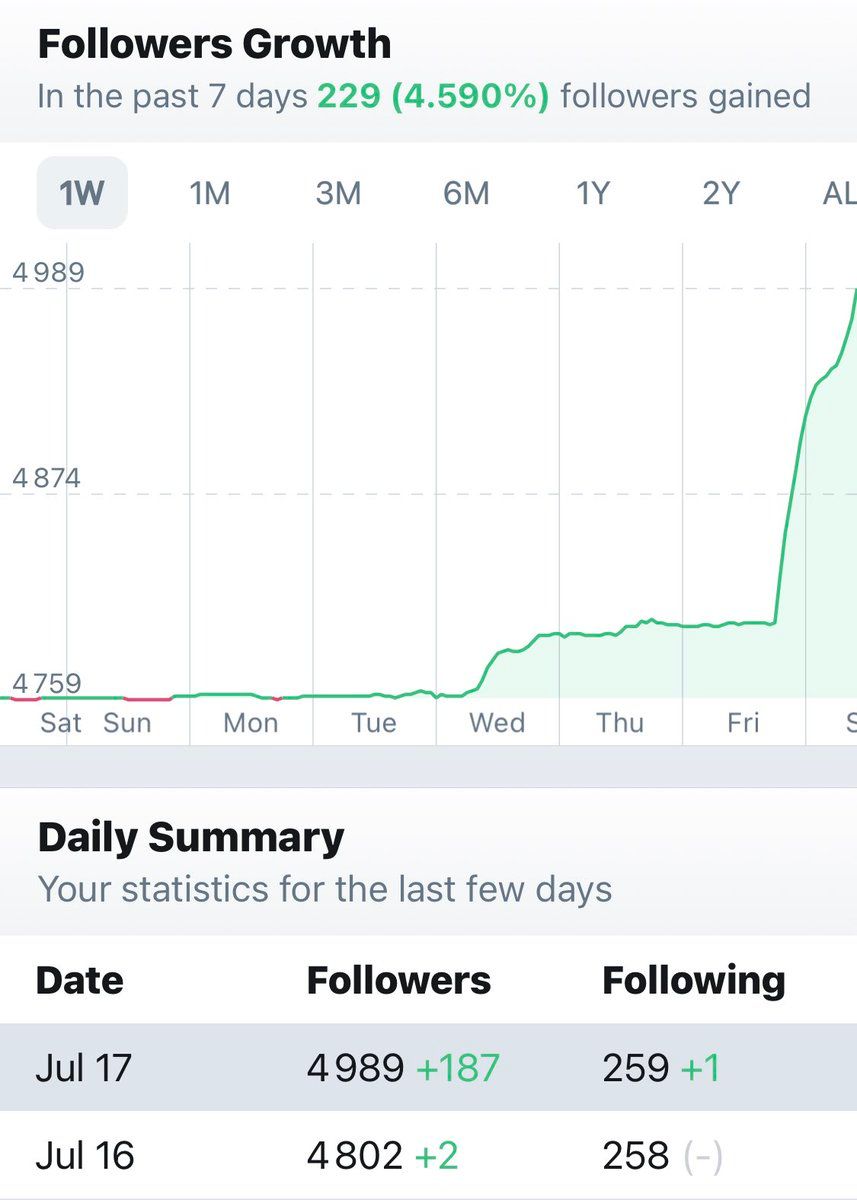 Followers Growth
In the past 7 days 229 (4.590%) followers gained
1W 1M 3M 6M 1Y 2Y AL
4 989
4 874
4 759
Sat Sun Mon Tue Wed Thu Fri S
Daily Summary
Your statistics for the last few days
Date Followers Following
Jul 17 4 989 +187 259 +1
Jul 16 4 802 +2 258 (-)